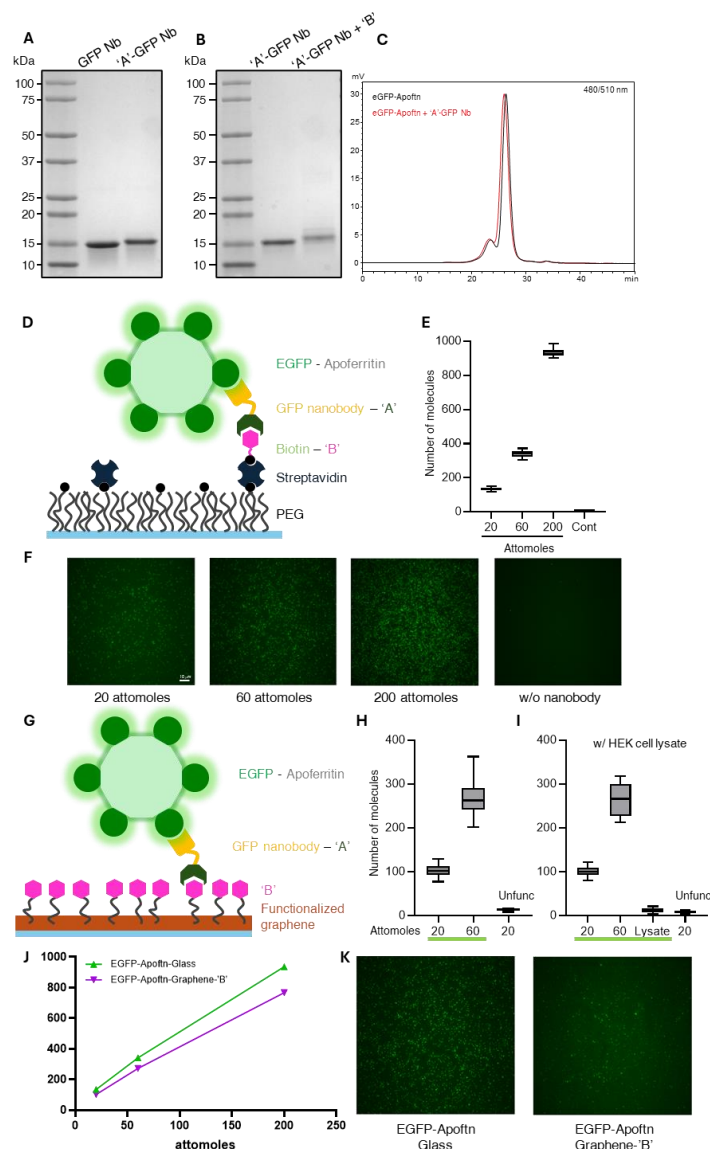 A
GFP Nb
'A'-GFP Nb
kDa
100
75
50
37
25
20
15
10
B
'A'-GFP Nb
'A'-GFP Nb + 'B'
kDa
100
75
50
37
25
20
15
10
C
mV
30
25
20
15
10
5
0
eGFP-Apoftn
eGFP-Apoftn + 'A'-GFP Nb
480/510 nm
0
10
20
30
40
min
D
EGFP - Apoferritin
GFP nanobody – 'A'
Biotin – 'B'
Streptavidin
PEG
E
Number of molecules
1000
800
600
400
200
0
20 60 200 Cont
Attomoles
F
20 attomoles
60 attomoles
200 attomoles
w/o nanobody
G
EGFP - Apoferritin
GFP nanobody – 'A'
'B'
Functionalized
graphene
H
Number of molecules
400
300
200
100
0
Unfunc
Attomoles 20 60 20
I
w/ HEK cell lysate
400
300
200
100
0
Unfunc
20 60 Lysate 20
J
EGFP-Apoftn-Glass
EGFP-Apoftn-Graphene-'B'
1000
800
600
400
200
0
0 50 100 150 200 250
attomoles
K
EGFP-Apoftn
Glass
EGFP-Apoftn
Graphene-'B'